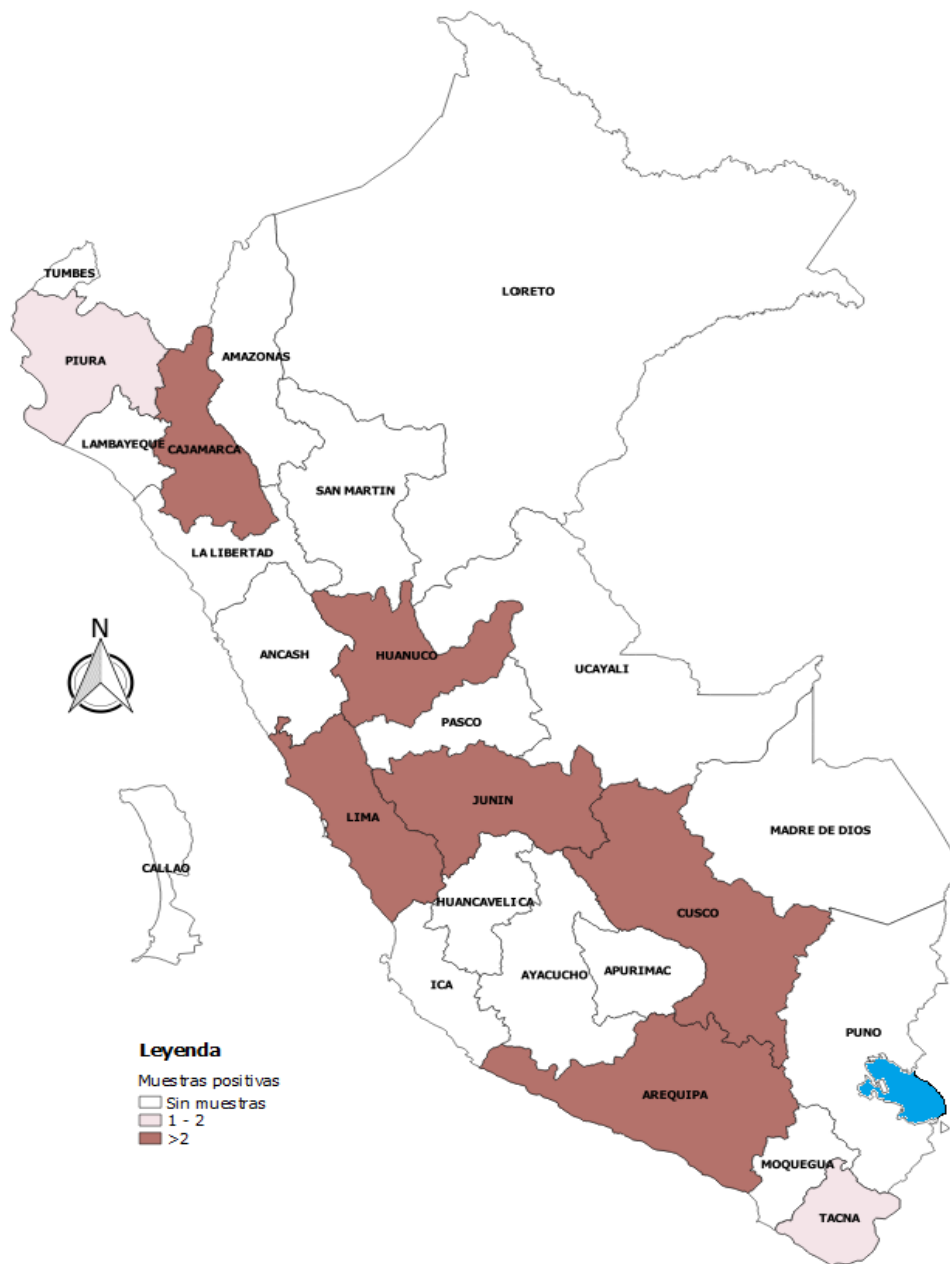 TUMBES
LORETO
PIURA
AMAZONAS
LAMBAYEQUE
CAJAMARCA
SAN MARTIN
LA LIBERTAD
N
ANCASH
HUANUCO
UCAYALI
PASCO
JUNIN
LIMA
MADRE DE DIOS
CALLAO
HUANCAVELICA
CUSCO
AYACUCHO
APURIMAC
ICA
PUNO
Leyenda
Muestras positivas
Sin muestras
1 - 2
>2
AREQUIPA
MOQUEGUA
TACNA